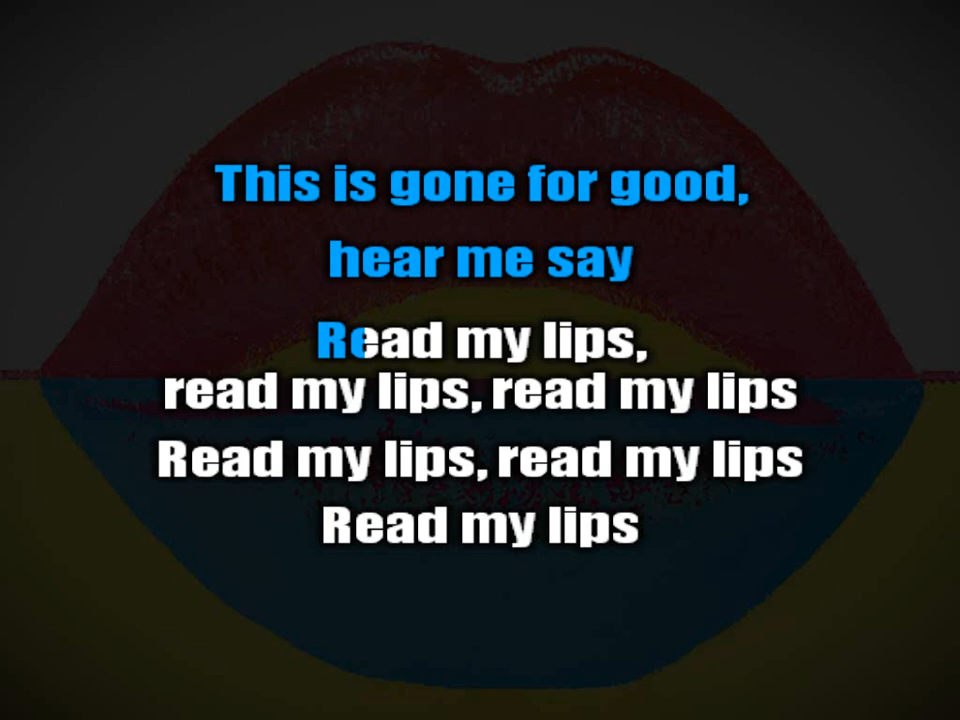 This is gone for good,
hear me say
Read my lips,
read my lips, read my lips
Read my lips, read my lips
Read my lips